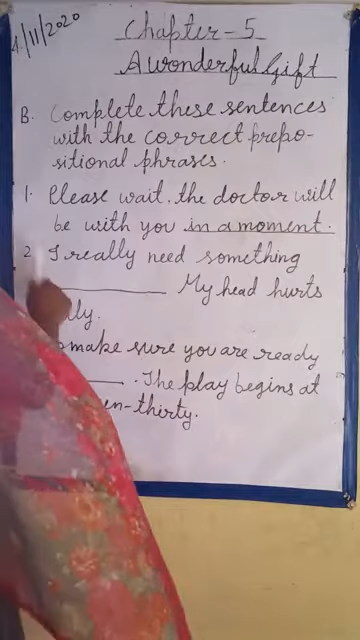 4/11/2020
Chapter-5
A wonderful Gift
B. Complete these sentences
with the correct prepo-
sitional phrases.
1. Please wait. the doctor will
be with you in a moment.
2. I really need something
__________ My head hurts
make sure you are ready
_____. The play begins at
-thirty.